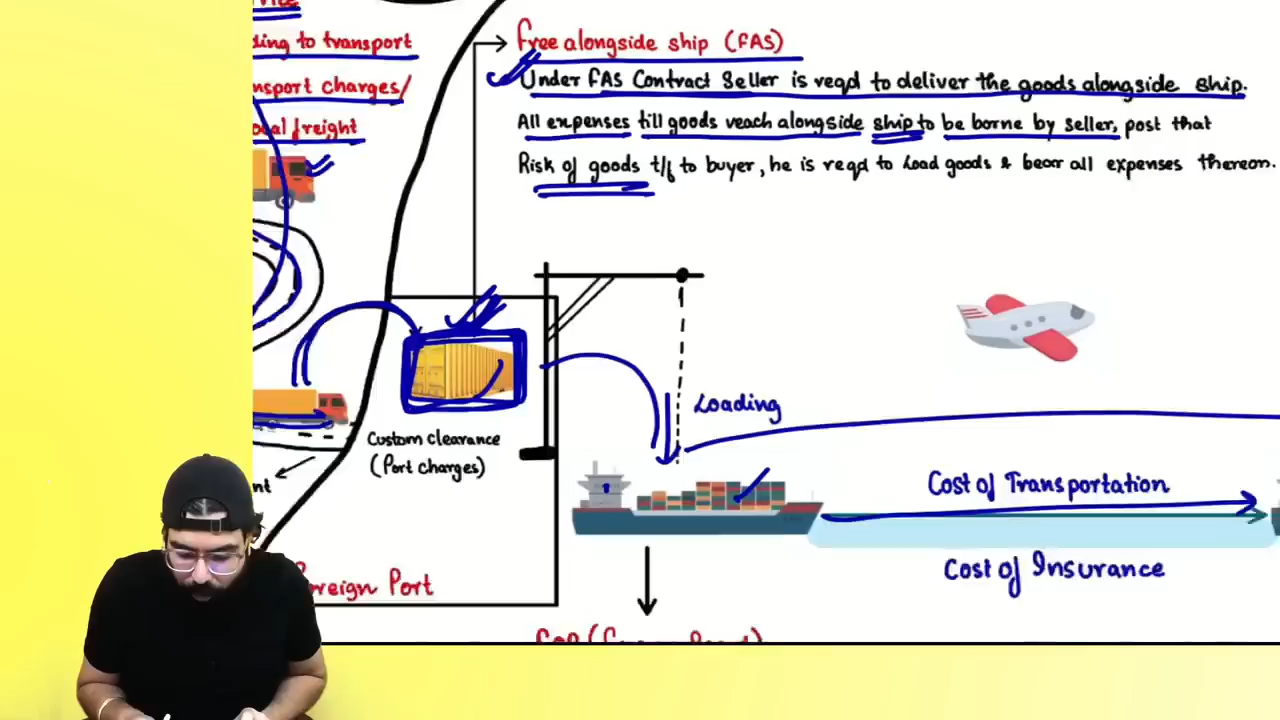 ding to transport
nsport charges/
ocal freight
Free alongside ship (FAS)
Under FAS Contract Seller is reqd to deliver the goods alongside ship.
All expenses till goods reach alongside ship to be borne by seller, post that
Risk of goods t/f to buyer, he is reqd to Load goods & bear all expenses thereon.
Loading
Custom clearance
(Port charges)
nt
Cost of Transportation
Cost of Insurance
oreign Port